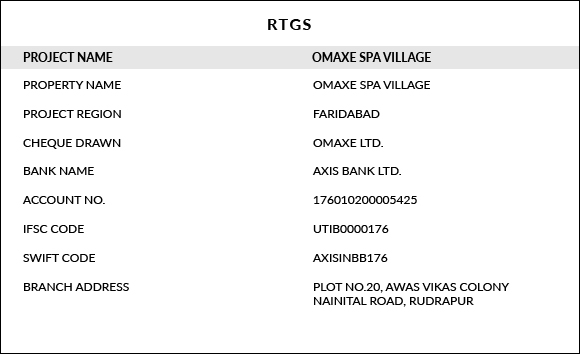 RTGS
PROJECT NAME OMAXE SPA VILLAGE
PROPERTY NAME OMAXE SPA VILLAGE
PROJECT REGION FARIDABAD
CHEQUE DRAWN OMAXE LTD.
BANK NAME AXIS BANK LTD.
ACCOUNT NO. 176010200005425
IFSC CODE UTIB0000176
SWIFT CODE AXISINBB176
BRANCH ADDRESS PLOT NO.20, AWAS VIKAS COLONY
NAINITAL ROAD, RUDRAPUR